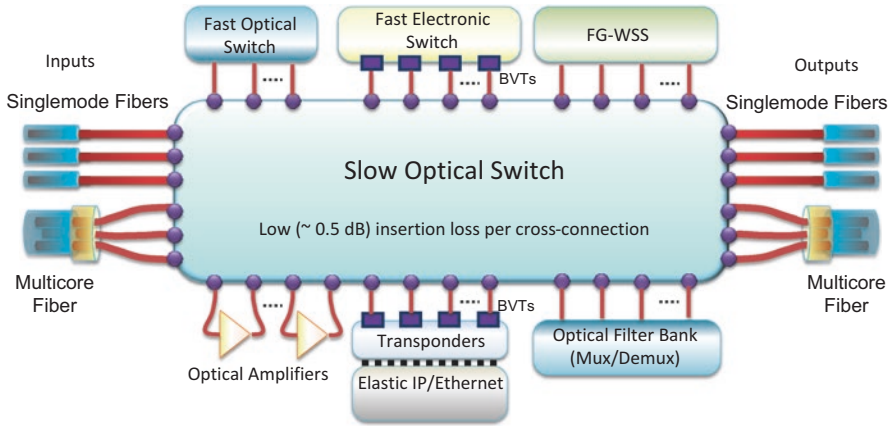 Fast Optical
Switch
Fast Electronic
Switch
FG-WSS
Inputs
Outputs
....
....
BVTs
....
Singlemode Fibers
Singlemode Fibers
Slow Optical Switch
Low (~ 0.5 dB) insertion loss per cross-connection
Multicore
Fiber
Multicore
Fiber
....
....
BVTs
....
Transponders
Optical Filter Bank
(Mux/Demux)
Optical Amplifiers
Elastic IP/Ethernet